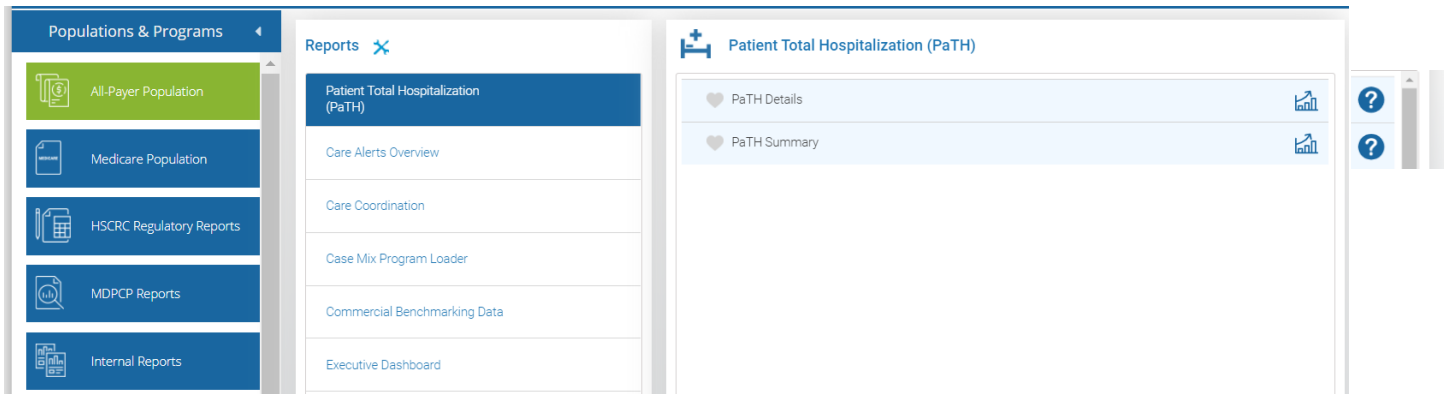 Populations & Programs
All-Payer Population
Medicare Population
HSCRC Regulatory Reports
MDPCP Reports
Internal Reports
Reports
Patient Total Hospitalization
(PaTH)
Care Alerts Overview
Care Coordination
Case Mix Program Loader
Commercial Benchmarking Data
Executive Dashboard
Patient Total Hospitalization (PaTH)
PaTH Details
?
PaTH Summary
?